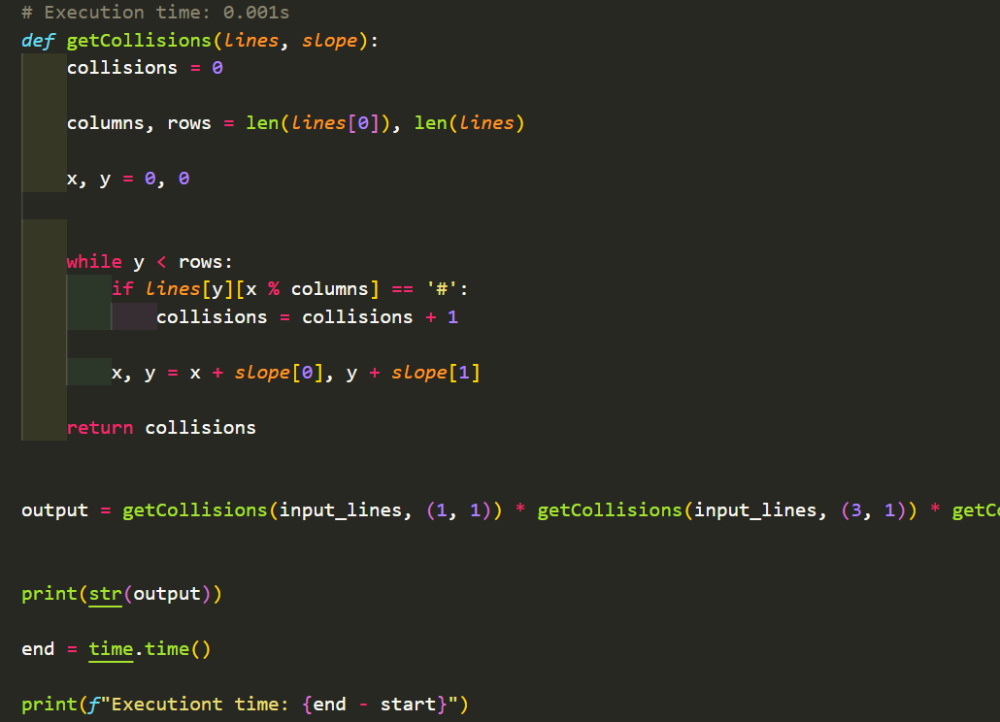 # Execution time: 0.001s
def getCollisions(lines, slope):
collisions = 0
columns, rows = len(lines[0]), len(lines)
x, y = 0, 0
while y < rows:
if lines[y][x % columns] == '#':
collisions = collisions + 1
x, y = x + slope[0], y + slope[1]
return collisions
output = getCollisions(input_lines, (1, 1)) * getCollisions(input_lines, (3, 1)) * getCo
print(str(output))
end = time.time()
print(f"Executiont time: {end - start}")